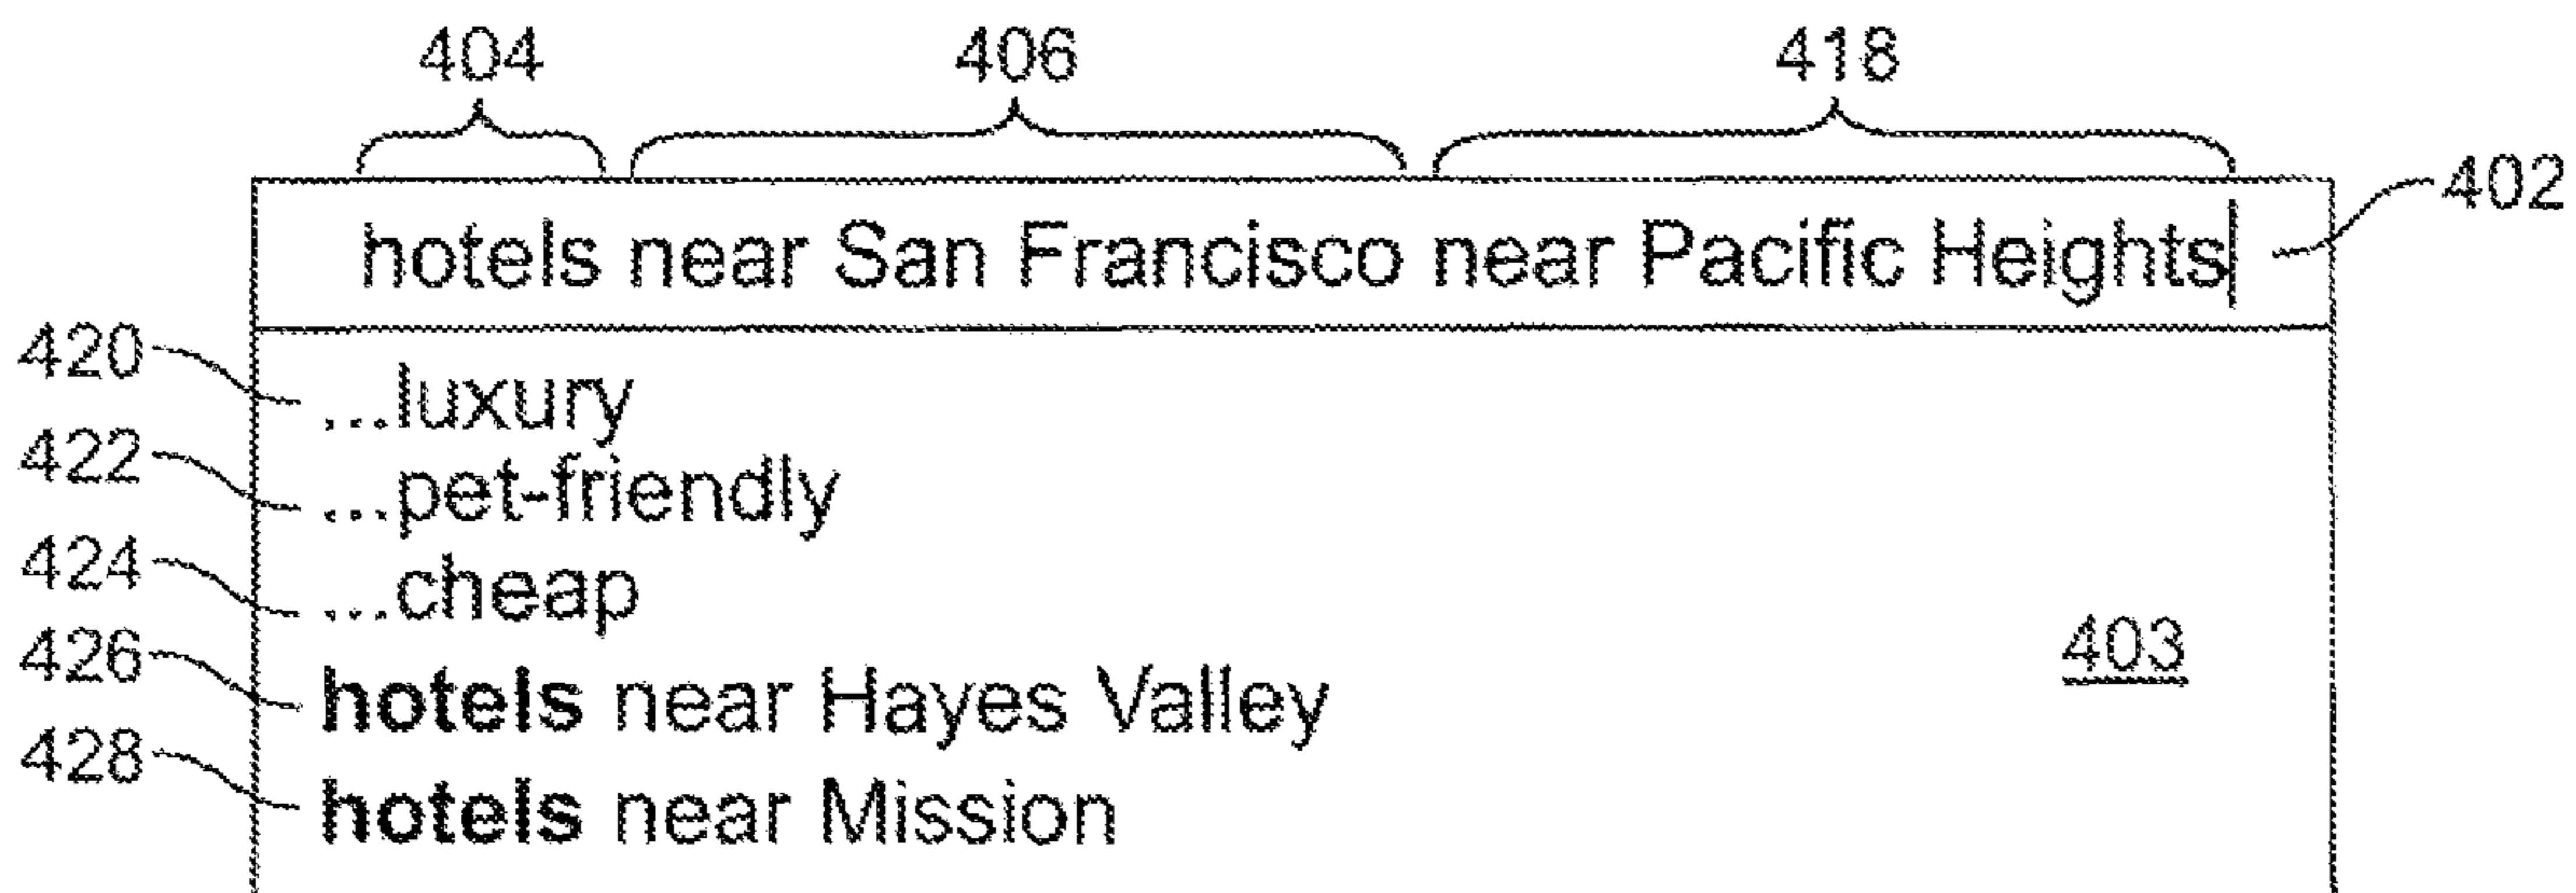 404 406 418
hotels near San Francisco near Pacific Heights 402
420 ...luxury
422 ...pet-friendly
424 ...cheap
403
426 hotels near Hayes Valley
428 hotels near Mission